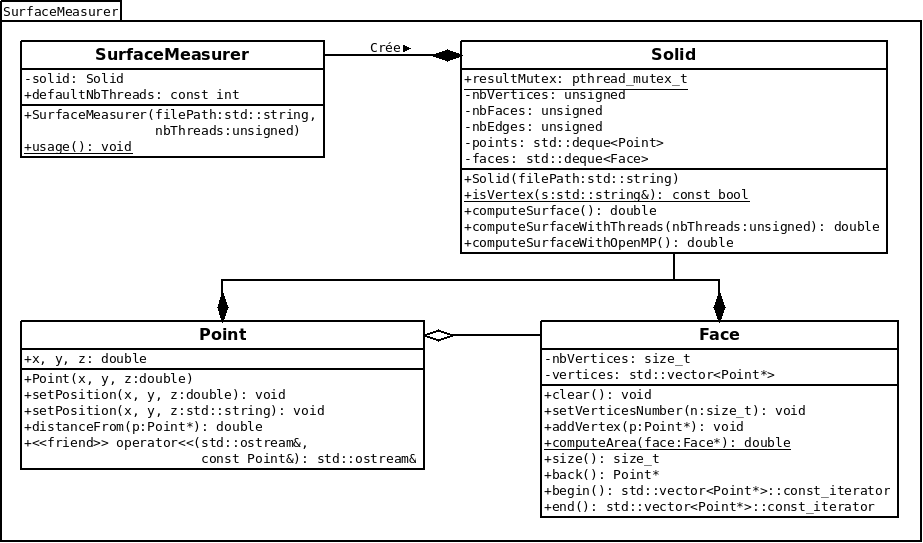 SurfaceMeasurer
SurfaceMeasurer
-solid: Solid
+defaultNbThreads: const int
+SurfaceMeasurer(filePath:std::string,
nbThreads:unsigned)
+usage(): void
Crée
Solid
+resultMutex: pthread_mutex_t
-nbVertices: unsigned
-nbFaces: unsigned
-nbEdges: unsigned
-points: std::deque<Point>
-faces: std::deque<Face>
+Solid(filePath:std::string)
+isVertex(s:std::string&): const bool
+computeSurface(): double
+computeSurfaceWithThreads(nbThreads:unsigned): double
+computeSurfaceWithOpenMP(): double
Point
+x, y, z: double
+Point(x, y, z:double)
+setPosition(x, y, z:double): void
+setPosition(x, y, z:std::string): void
+distanceFrom(p:Point*): double
+<<friend>> operator<<(std::ostream&,
const Point&): std::ostream&
Face
-nbVertices: size_t
-vertices: std::vector<Point*>
+clear(): void
+setVerticesNumber(n:size_t): void
+addVertex(p:Point*): void
+computeArea(face:Face*): double
+size(): size_t
+back(): Point*
+begin(): std::vector<Point*>::const_iterator
+end(): std::vector<Point*>::const_iterator